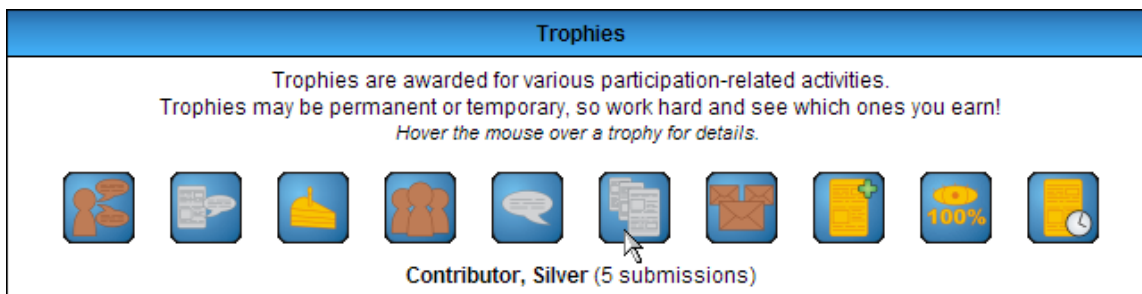 Trophies
Trophies are awarded for various participation-related activities.
Trophies may be permanent or temporary, so work hard and see which ones you earn!
Hover the mouse over a trophy for details.
100%
Contributor, Silver (5 submissions)